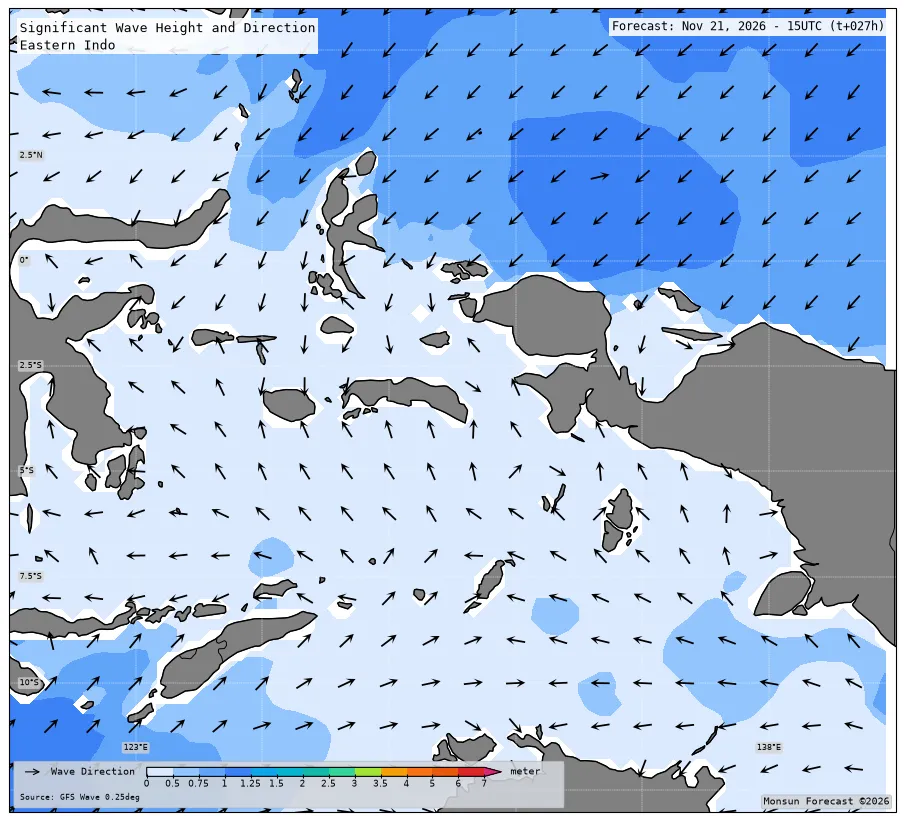 Significant Wave Height and Direction
Eastern Indo
Forecast: Nov 21, 2026 - 15UTC (t+027h)
2.5°N
0°
2.5°S
5°S
7.5°S
10°S
123°E
138°E
Wave Direction
meter
0 0.5 0.75 1 1.25 1.5 2 2.5 3 3.5 4 5 6 7
Source: GFS Wave 0.25deg
Monsun Forecast ©2026